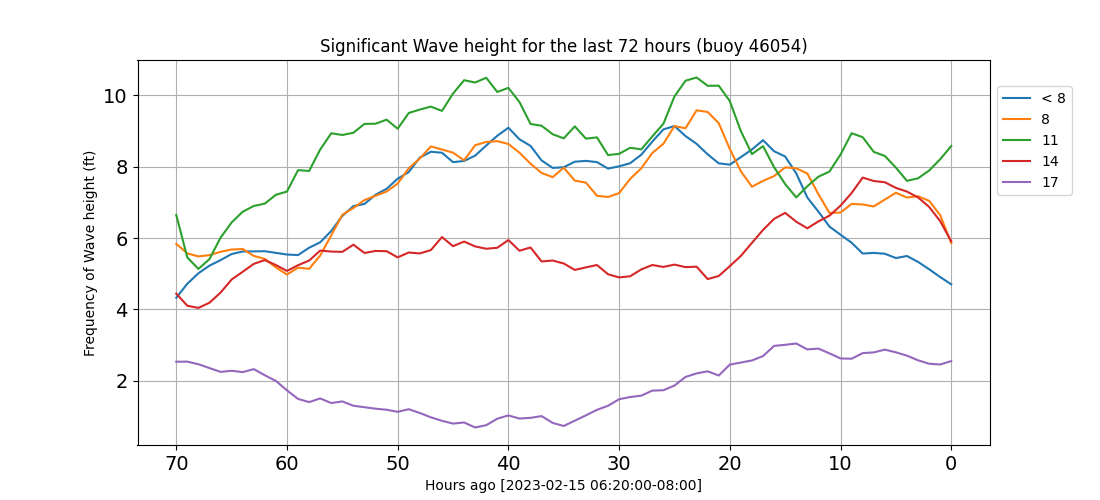 Significant Wave height for the last 72 hours (buoy 46054)
Frequency of Wave height (ft)
10
8
6
4
2
70 60 50 40 30 20 10 0
Hours ago [2023-02-15 06:20:00-08:00]
< 8
8
11
14
17